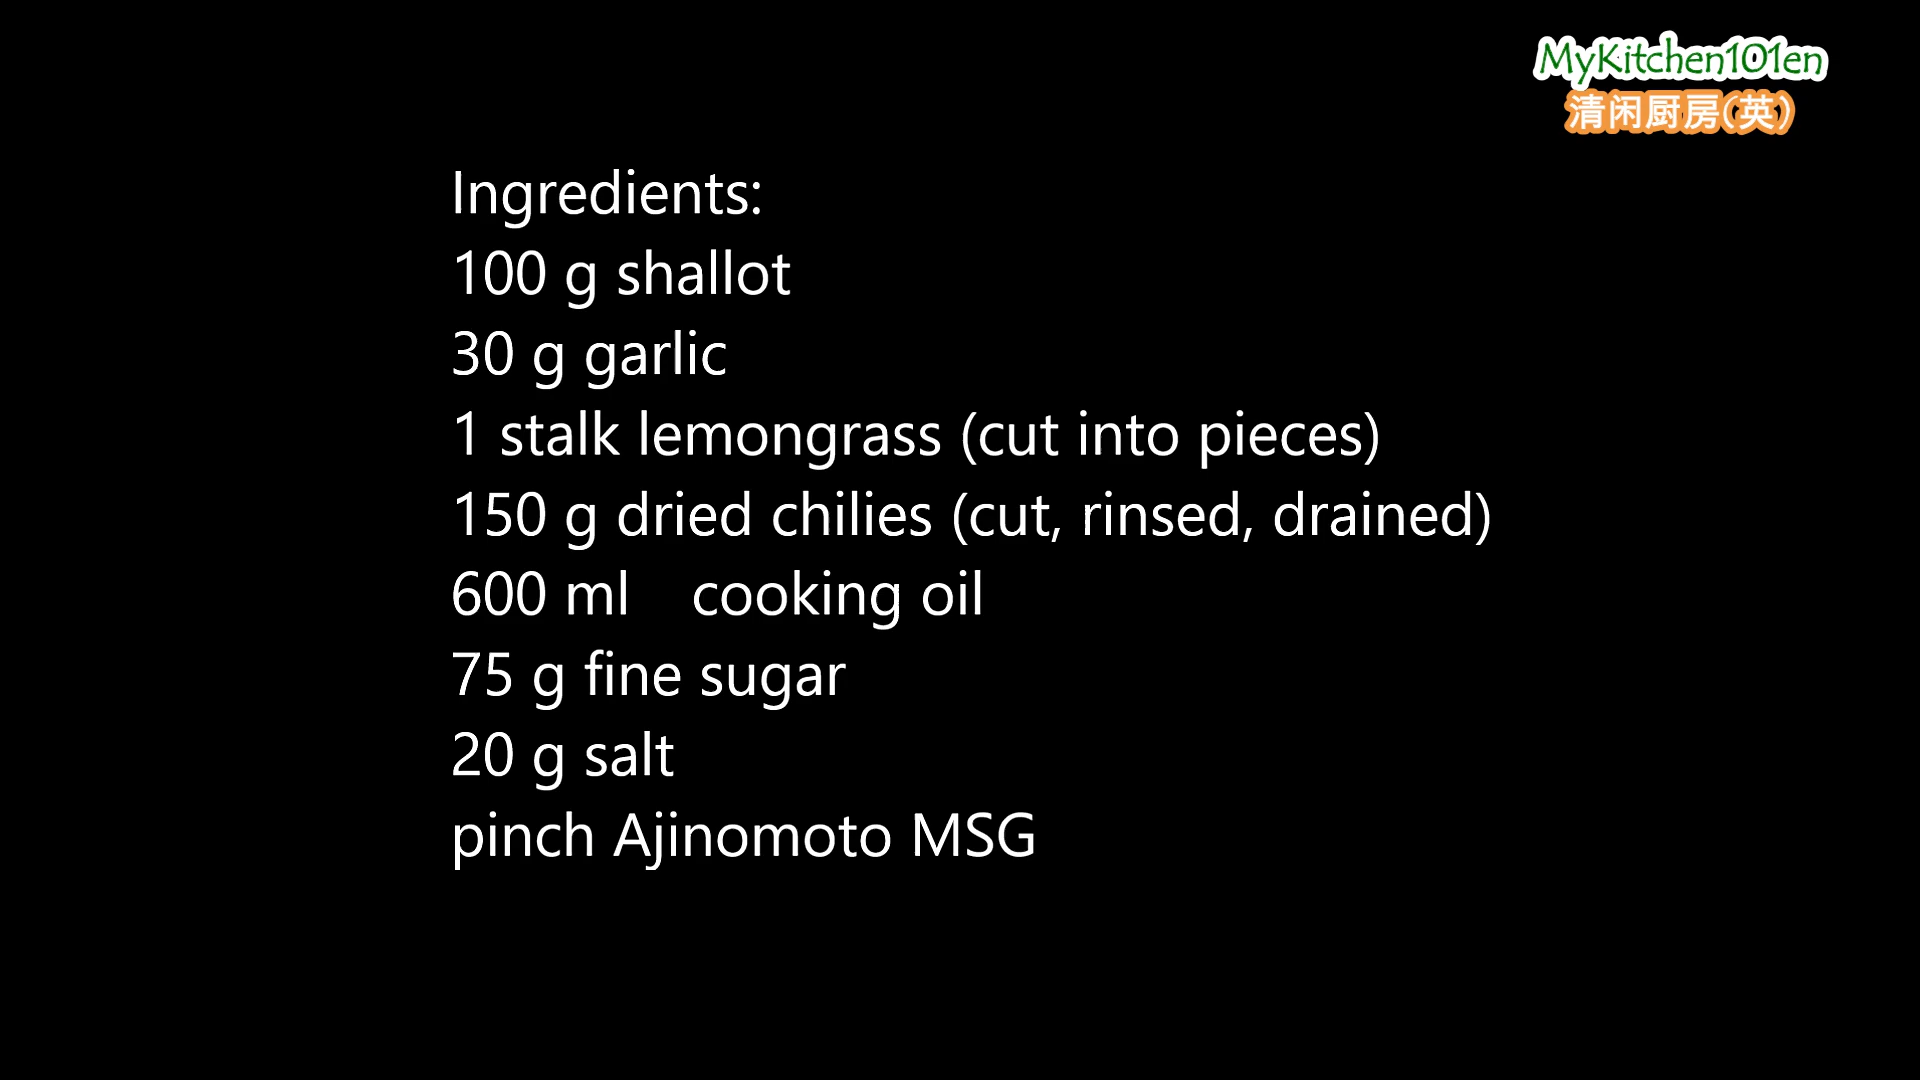 MyKitchen101en
清闲厨房(英)
Ingredients:
100 g shallot
30 g garlic
1 stalk lemongrass (cut into pieces)
150 g dried chilies (cut, rinsed, drained)
600 ml    cooking oil
75 g fine sugar
20 g salt
pinch Ajinomoto MSG